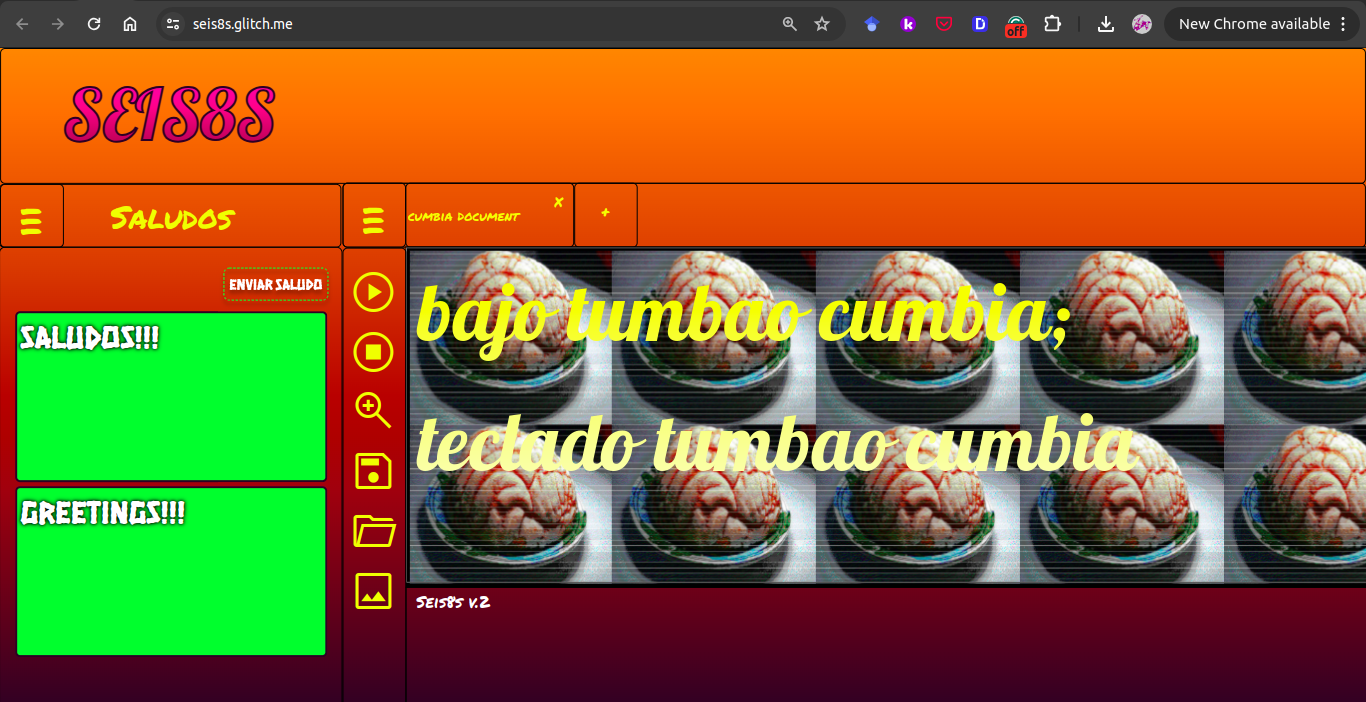 seis8s.glitch.me
off
New Chrome available
SEIS8S
Saludos
cumbia document
x
+
ENVIAR SALUDO
SALUDOS!!!
GREETINGS!!!
bajo tumbao cumbia;
teclado tumbao cumbia
Seis8s v.2